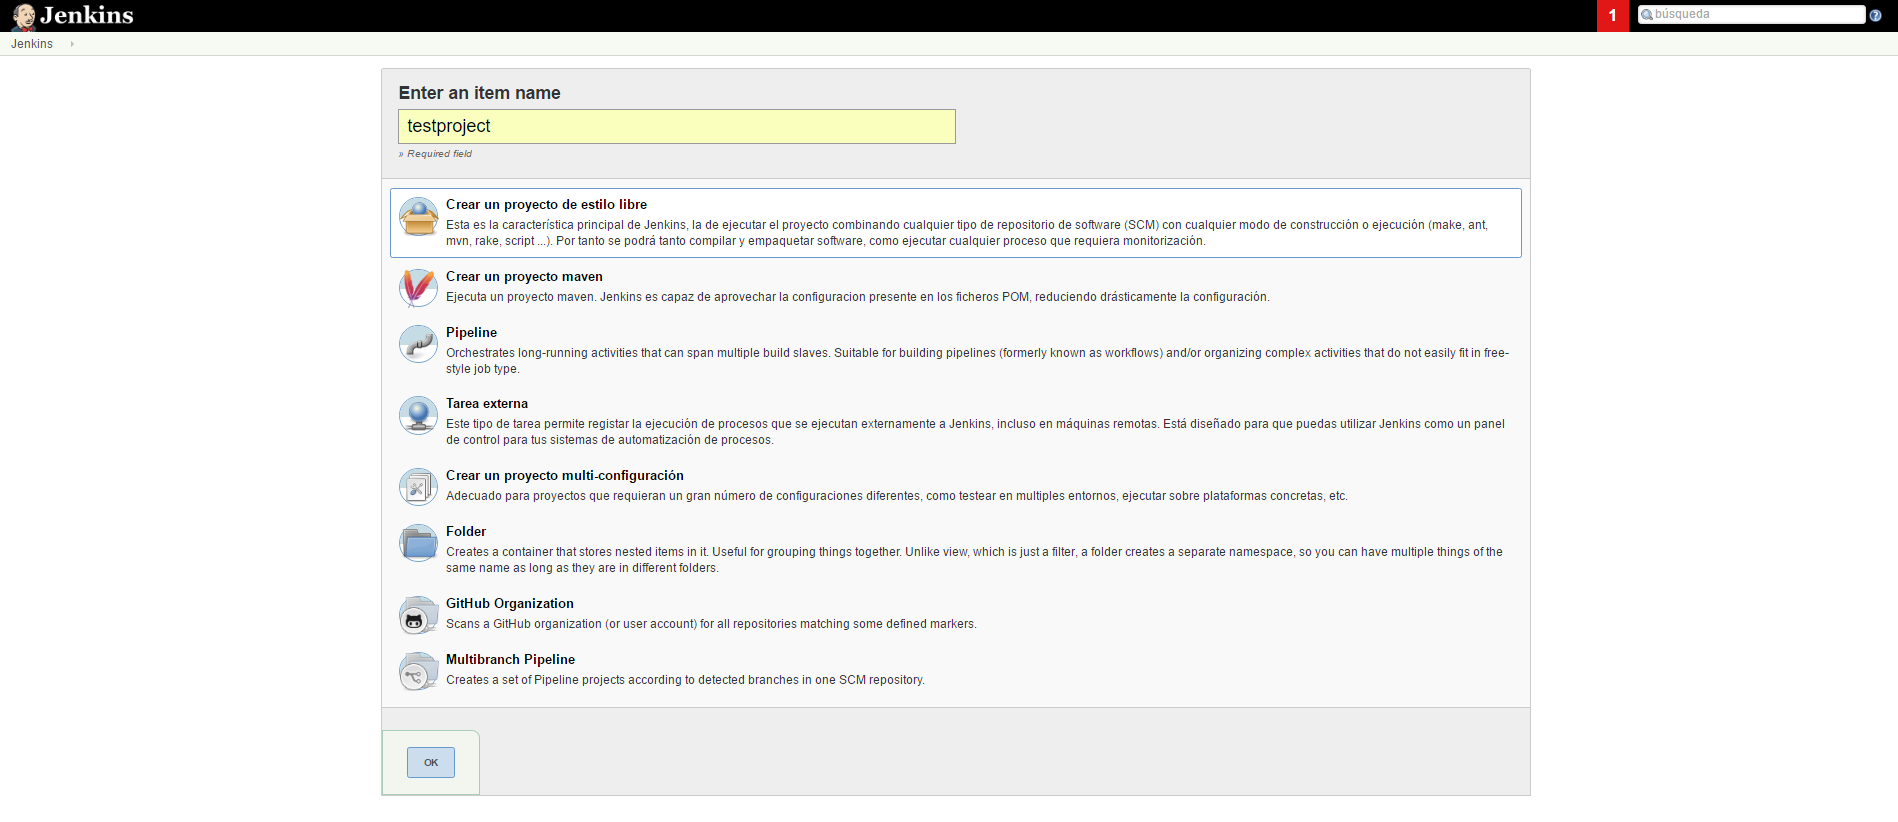 Jenkins
1
búsqueda
?
Jenkins
Enter an item name
testproject
» Required field
Crear un proyecto de estilo libre
Esta es la característica principal de Jenkins, la de ejecutar el proyecto combinando cualquier tipo de repositorio de software (SCM) con cualquier modo de construcción o ejecución (make, ant,
mvn, rake, script ...). Por tanto se podrá tanto compilar y empaquetar software, como ejecutar cualquier proceso que requiera monitorización.
Crear un proyecto maven
Ejecuta un proyecto maven. Jenkins es capaz de aprovechar la configuracion presente en los ficheros POM, reduciendo drásticamente la configuración.
Pipeline
Orchestrates long-running activities that can span multiple build slaves. Suitable for building pipelines (formerly known as workflows) and/or organizing complex activities that do not easily fit in free-
style job type.
Tarea externa
Este tipo de tarea permite registar la ejecución de procesos que se ejecutan externamente a Jenkins, incluso en máquinas remotas. Está diseñado para que puedas utilizar Jenkins como un panel
de control para tus sistemas de automatización de procesos.
Crear un proyecto multi-configuración
Adecuado para proyectos que requieran un gran número de configuraciones diferentes, como testear en multiples entornos, ejecutar sobre plataformas concretas, etc.
Folder
Creates a container that stores nested items in it. Useful for grouping things together. Unlike view, which is just a filter, a folder creates a separate namespace, so you can have multiple things of the
same name as long as they are in different folders.
GitHub Organization
Scans a GitHub organization (or user account) for all repositories matching some defined markers.
Multibranch Pipeline
Creates a set of Pipeline projects according to detected branches in one SCM repository.
OK